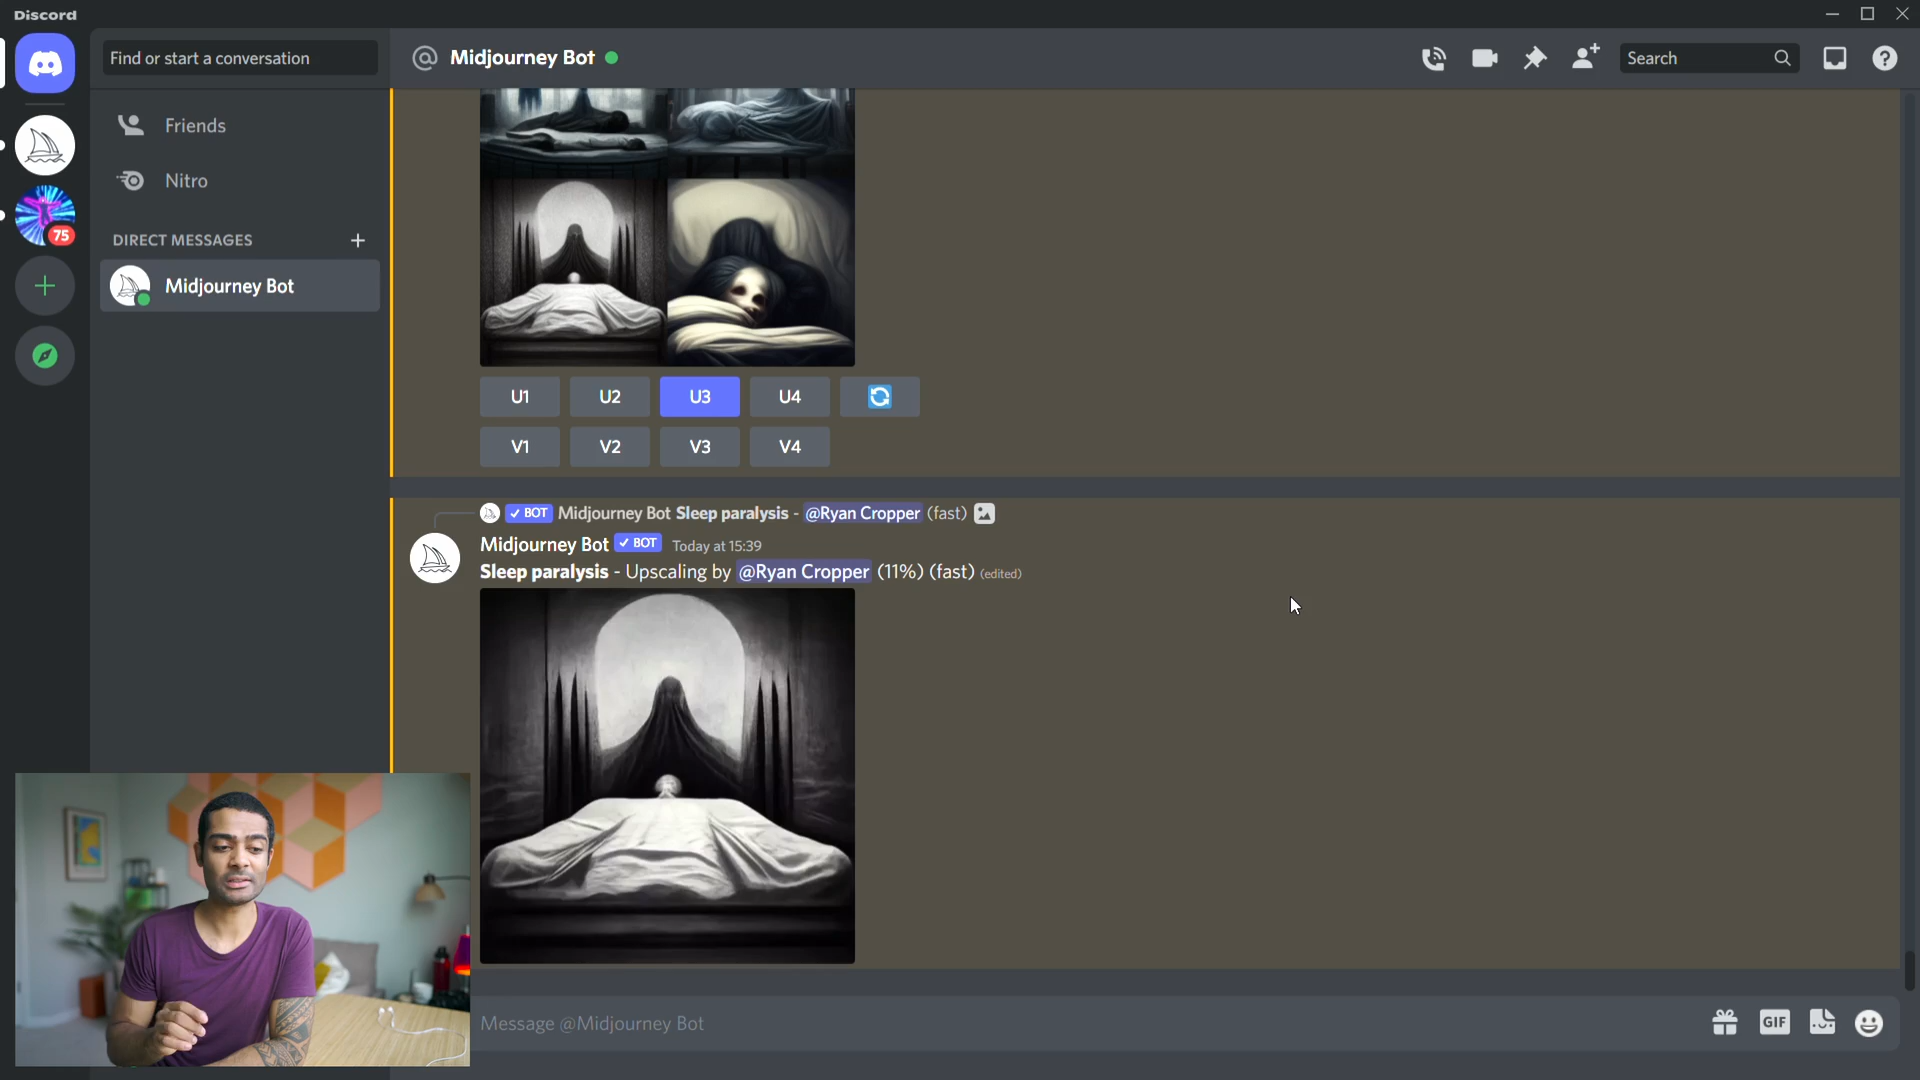 Discord
Find or start a conversation
Midjourney Bot
Search
75
Friends
Nitro
DIRECT MESSAGES
Midjourney Bot
U1 U2 U3 U4
V1 V2 V3 V4
BOT Midjourney Bot Sleep paralysis - @Ryan Cropper (fast)
Midjourney Bot BOT Today at 15:39
Sleep paralysis - Upscaling by @Ryan Cropper (11%) (fast) (edited)
Message @Midjourney Bot
GIF